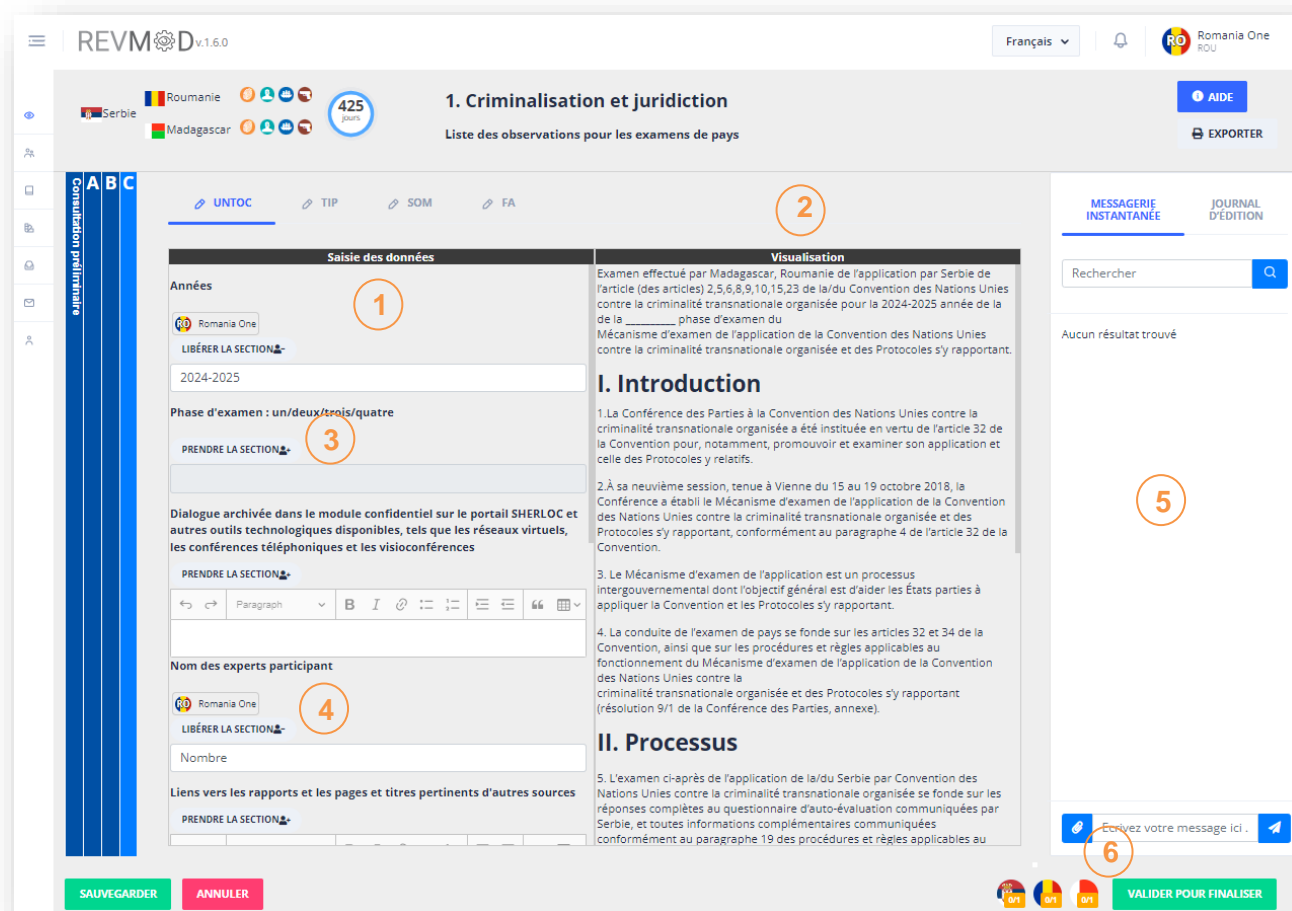 REVMOD v.1.6.0
Français
RO
Romania One
ROU
Serbie
Roumanie
Madagascar
425
jours
1. Criminalisation et juridiction
Liste des observations pour les examens de pays
AIDE
EXPORTER
Consultation préliminaire
A B C
UNTOC
TIP
SOM
FA
2
Saisie des données
Années
1
RO Romania One
LIBÉRER LA SECTION
2024-2025
Phase d'examen : un/deux/trois/quatre
PRENDRE LA SECTION
3
Dialogue archivée dans le module confidentiel sur le portail SHERLOC et
autres outils technologiques disponibles, tels que les réseaux virtuels,
les conférences téléphoniques et les visioconférences
PRENDRE LA SECTION
Paragraph
B I
Nom des experts participant
RO Romania One
LIBÉRER LA SECTION
4
Nombre
Liens vers les rapports et les pages et titres pertinents d'autres sources
PRENDRE LA SECTION
Visualisation
Examen effectué par Madagascar, Roumanie de l'application par Serbie de
l'article (des articles) 2,5,6,8,9,10,15,23 de la/du Convention des Nations Unies
contre la criminalité transnationale organisée pour la 2024-2025 année de la
de la __________ phase d'examen du
Mécanisme d'examen de l'application de la Convention des Nations Unies
contre la criminalité transnationale organisée et des Protocoles s'y rapportant.
I. Introduction
1.La Conférence des Parties à la Convention des Nations Unies contre la
criminalité transnationale organisée a été instituée en vertu de l'article 32 de
la Convention pour, notamment, promouvoir et examiner son application et
celle des Protocoles y relatifs.
2.À sa neuvième session, tenue à Vienne du 15 au 19 octobre 2018, la
Conférence a établi le Mécanisme d'examen de l'application de la Convention
des Nations Unies contre la criminalité transnationale organisée et des
Protocoles s'y rapportant, conformément au paragraphe 4 de l'article 32 de la
Convention.
3. Le Mécanisme d'examen de l'application est un processus
intergouvernemental dont l'objectif général est d'aider les États parties à
appliquer la Convention et les Protocoles s'y rapportant.
4. La conduite de l'examen de pays se fonde sur les articles 32 et 34 de la
Convention, ainsi que sur les procédures et règles applicables au
fonctionnement du Mécanisme d'examen de l'application de la Convention
des Nations Unies contre la
criminalité transnationale organisée et des Protocoles s'y rapportant
(résolution 9/1 de la Conférence des Parties, annexe).
II. Processus
5. L'examen ci-après de l'application de la/du Serbie par Convention des
Nations Unies contre la criminalité transnationale organisée se fonde sur les
réponses complètes au questionnaire d'auto-évaluation communiquées par
Serbie, et toutes informations complémentaires communiquées
conformément au paragraphe 19 des procédures et règles applicables au
MESSAGERIE
INSTANTANÉE
JOURNAL
D'ÉDITION
Rechercher
Aucun résultat trouvé
5
Écrivez votre message ici .
6
SAUVEGARDER
ANNULER
0/1
0/1
0/1
VALIDER POUR FINALISER